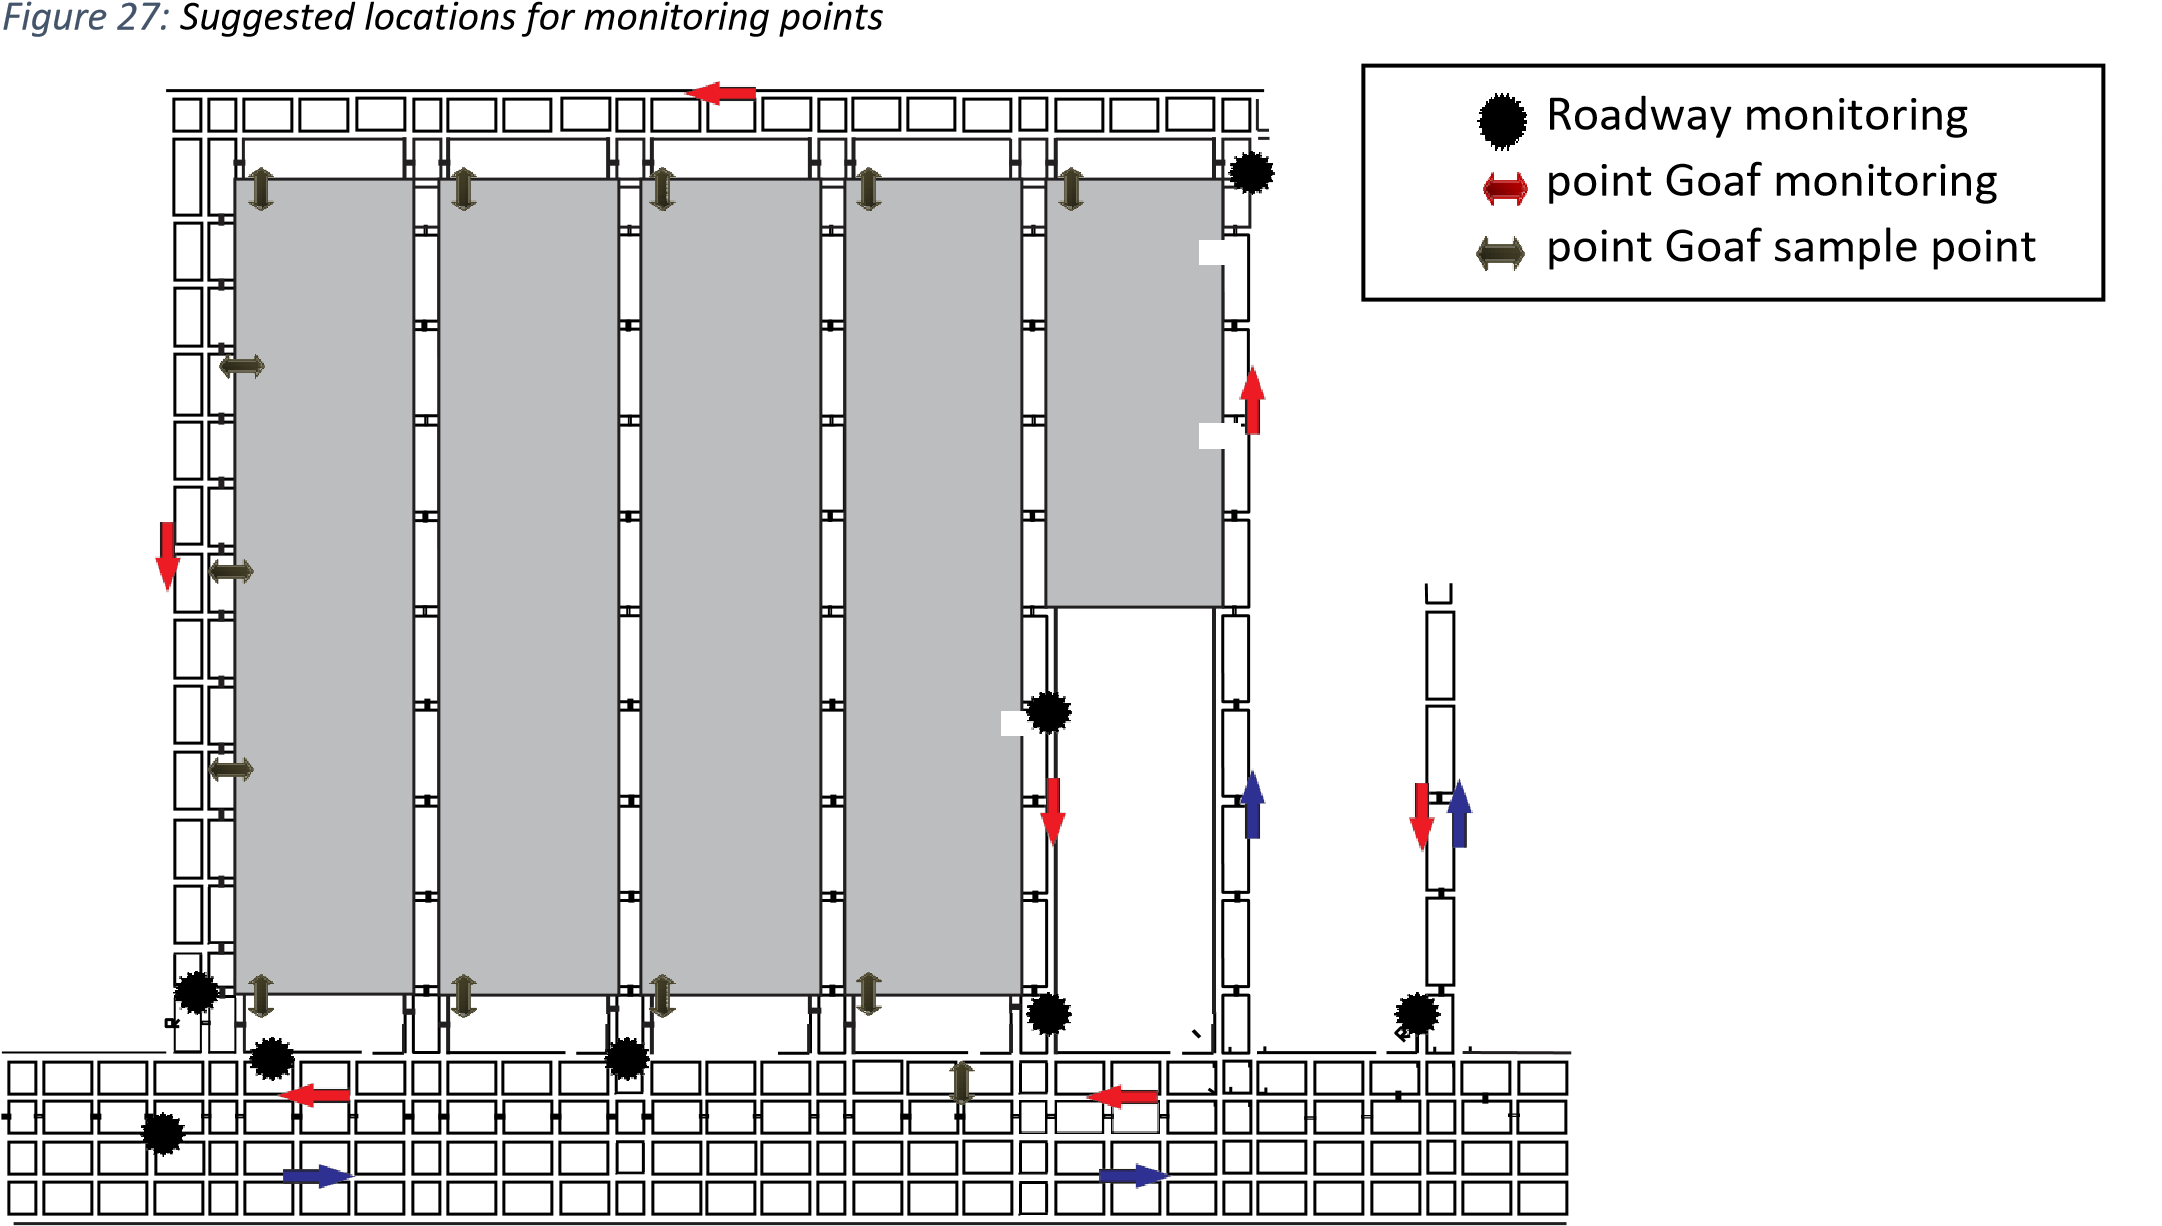 Figure 27: Suggested locations for monitoring points
Roadway monitoring
point Goaf monitoring
point Goaf sample point
R
R